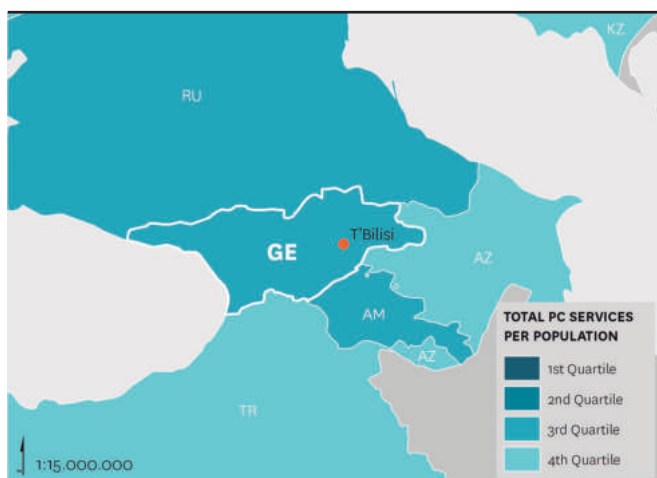 KZ
RU
T'Bilisi
GE
AZ
AM
AZ
TR
1:15.000.000
TOTAL PC SERVICES
PER POPULATION
1st Quartile
2nd Quartile
3rd Quartile
4th Quartile